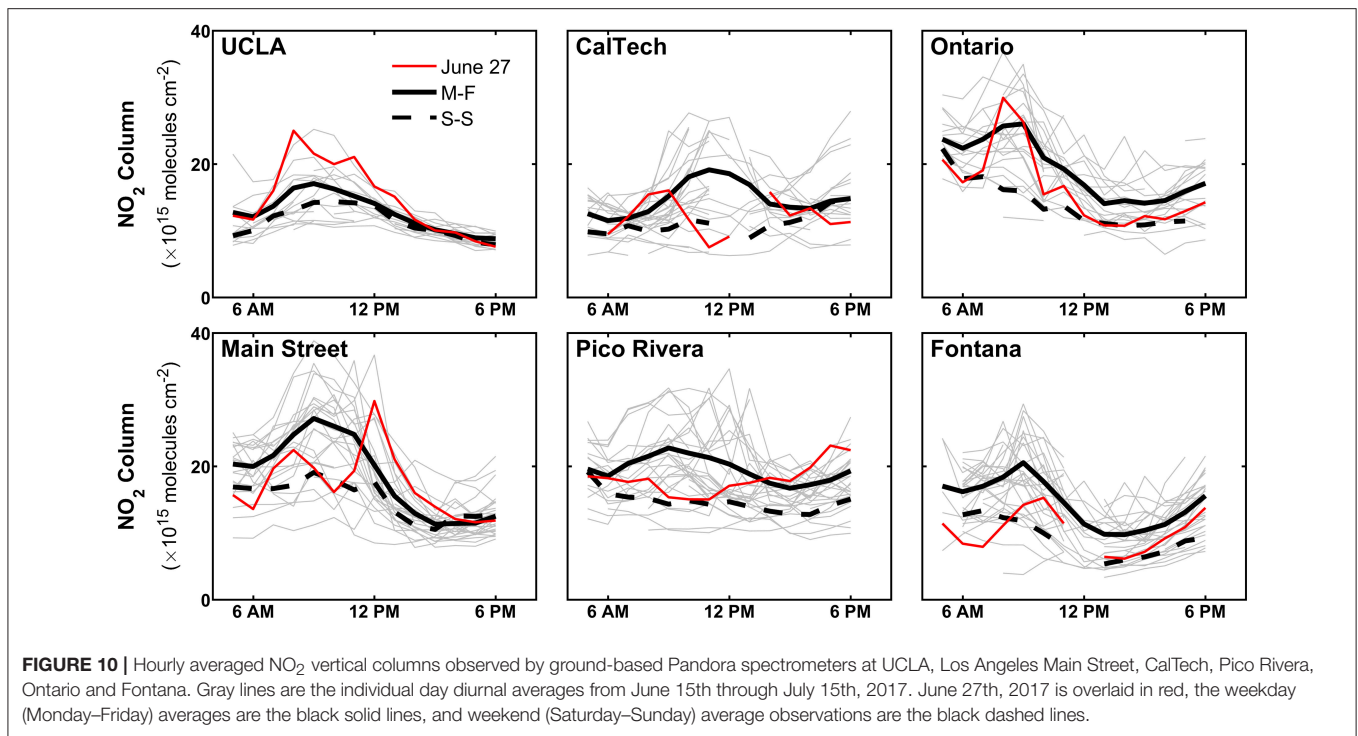 UCLA
CalTech
Ontario
June 27
M-F
S-S
NO2 Column
(×10^15 molecules cm-2)
40
20
0
6 AM 12 PM 6 PM
6 AM 12 PM 6 PM
6 AM 12 PM 6 PM
Main Street
Pico Rivera
Fontana
NO2 Column
(×10^15 molecules cm-2)
40
20
0
6 AM 12 PM 6 PM
6 AM 12 PM 6 PM
6 AM 12 PM 6 PM
FIGURE 10 | Hourly averaged NO2 vertical columns observed by ground-based Pandora spectrometers at UCLA, Los Angeles Main Street, CalTech, Pico Rivera,
Ontario and Fontana. Gray lines are the individual day diurnal averages from June 15th through July 15th, 2017. June 27th, 2017 is overlaid in red, the weekday
(Monday–Friday) averages are the black solid lines, and weekend (Saturday–Sunday) average observations are the black dashed lines.